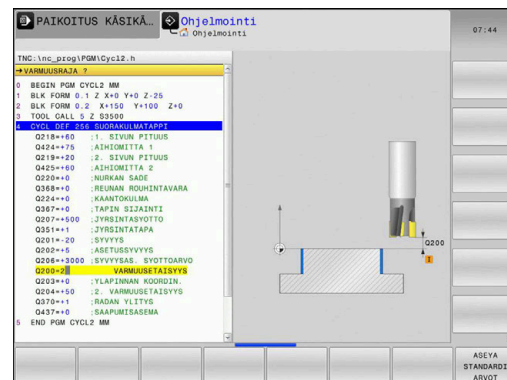 PAIKOITUS KÄSIKÄ...
Ohjelmointi
Ohjelmointi
07:44
TNC:\nc_prog\PGM\Cycl2.h
→VARMUUSRAJA ?
0 BEGIN PGM CYCL2 MM
1 BLK FORM 0.1 Z X+0 Y+0 Z-25
2 BLK FORM 0.2 X+150 Y+100 Z+0
3 TOOL CALL 5 Z S3500
4 CYCL DEF 256 SUORAKULMATAPPI
Q218=+60 ;1. SIVUN PITUUS
Q424=+75 ;AIHIOMITTA 1
Q219=+20 ;2. SIVUN PITUUS
Q425=+60 ;AIHIOMITTA 2
Q220=+0 ;NURKAN SADE
Q368=+0 ;REUNAN ROUHINTAVARA
Q224=+0 ;KAANTOKULMA
Q367=+0 ;TAPIN SIJAINTI
Q207=+500 ;JYRSINTASYOTTO
Q351=+1 ;JYRSINTATAPA
Q201=-20 ;SYVYYS
Q202=+5 ;ASETUSSYVYYS
Q206=+3000 ;SYVYYSAS. SYOTTOARVO
Q200=2 VARMUUSETAISYYS
Q203=+0 ;YLAPINNAN KOORDIN.
Q204=+50 ;2. VARMUUSETAISYYS
Q370=+1 ;RADAN YLITYS
Q437=+0 ;SAAPUMISASEMA
5 END PGM CYCL2 MM
Q200
I
ASEYA
STANDARDI
ARVOT